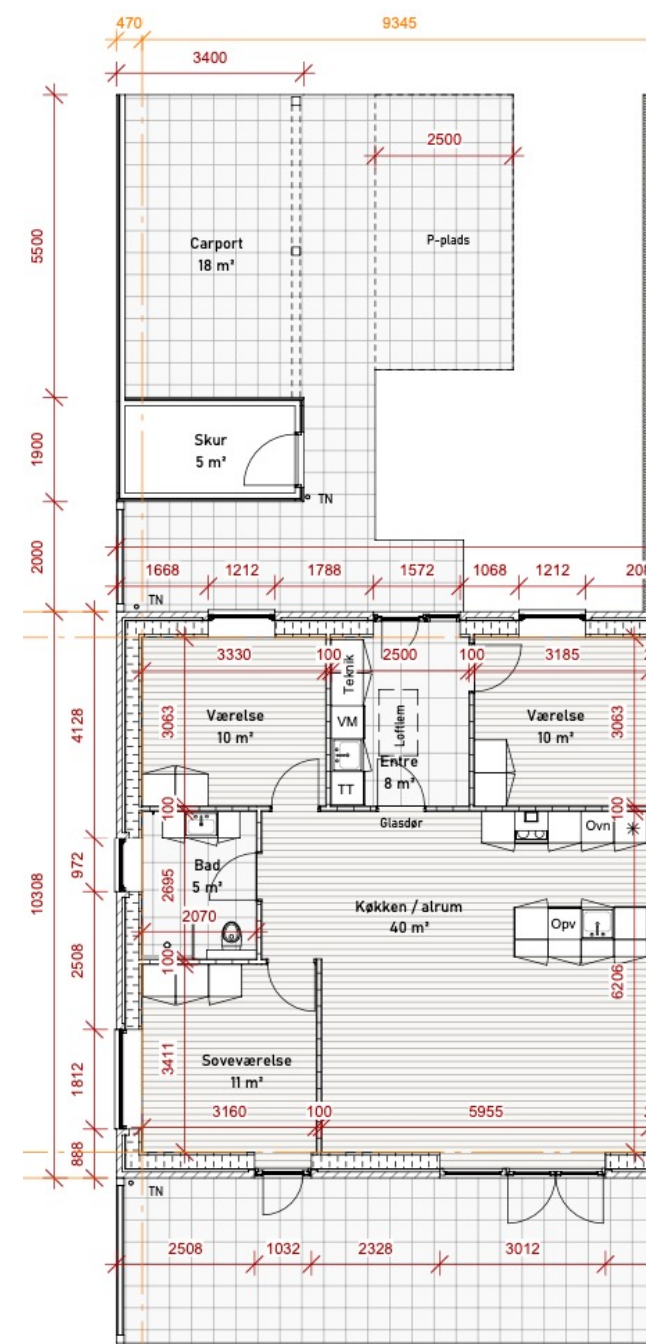 470
9345
3400
2500
5500
Carport
18 m²
P-plads
1900
Skur
5 m²
TN
2000
1668
1212
1788
1572
1068
1212
TN
3330
100
2500
100
3185
Teknik
4128
3063
Værelse
10 m²
VM
Loftlem
Værelse
10 m²
3063
TT
Entre
8 m²
100
Glasdør
100
Ovn
972
10308
Bad
5 m²
2695
2070
Køkken / alrum
40 m²
Opv
2508
100
6206
3411
Soveværelse
11 m²
1812
3160
100
5955
888
TN
2508
1032
2328
3012